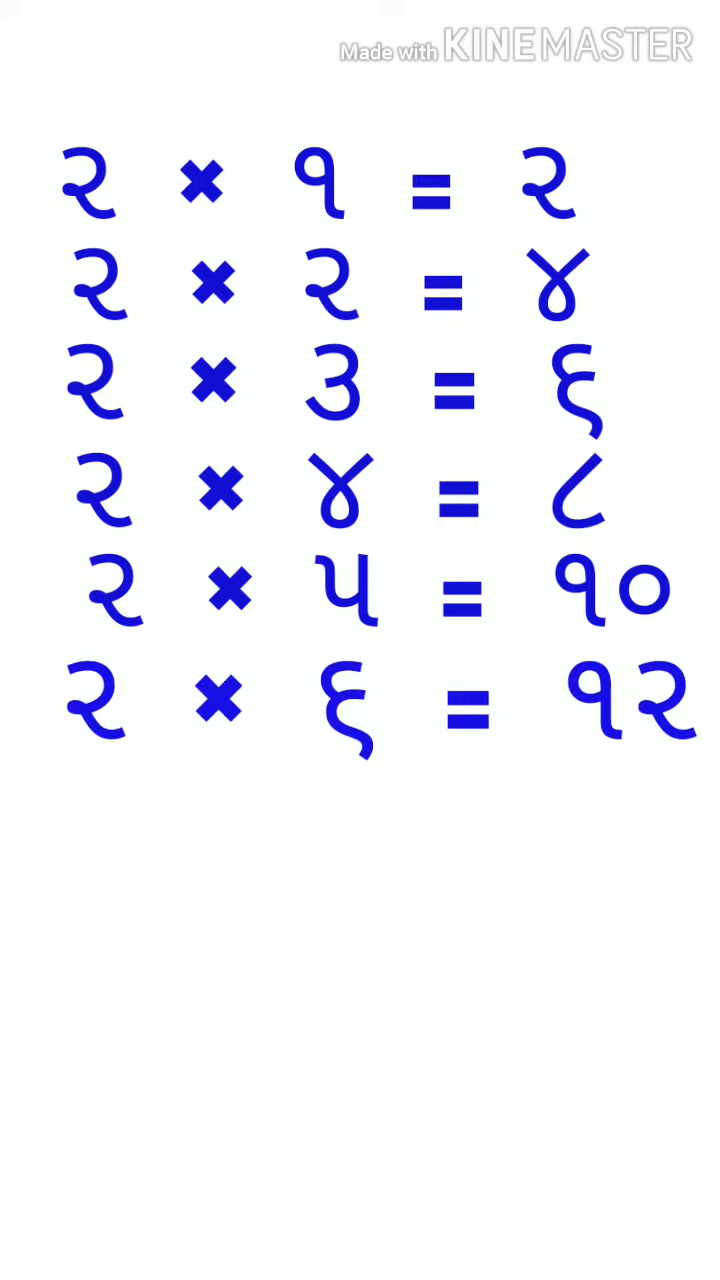 Made with KINEMASTER
૨ × ૧ = ૨
૨ × ૨ = ૪
૨ × ૩ = ૬
૨ × ૪ = ૮
૨ × ૫ = ૧૦
૨ × ૬ = ૧૨